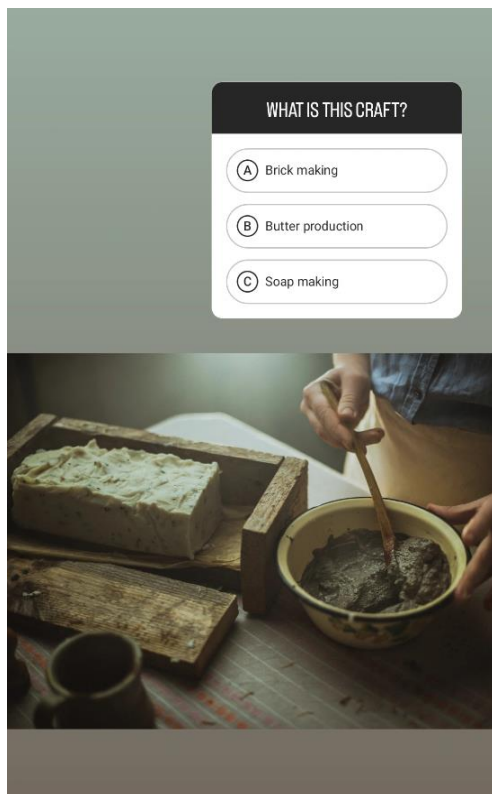 WHAT IS THIS CRAFT?
A Brick making
B Butter production
C Soap making